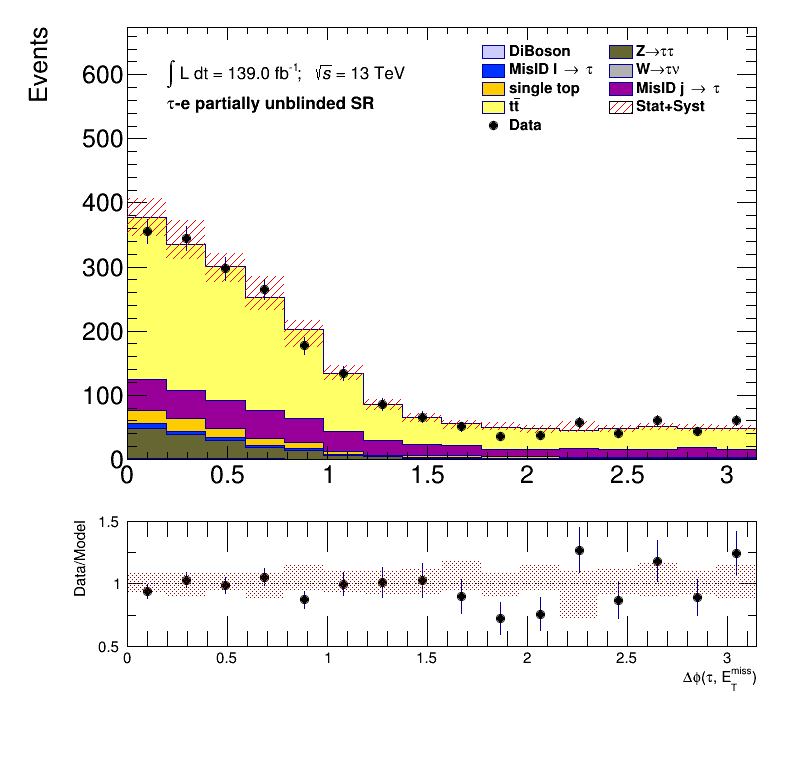 Events
600
500
400
300
200
100
0
∫ L dt = 139.0 fb⁻¹; √s = 13 TeV
τ-e partially unblinded SR
DiBoson
Z→ττ
MisID l → τ
W→τν
single top
MisID j → τ
tt̄
Stat+Syst
Data
0 0.5 1 1.5 2 2.5 3
Data/Model
1.5
1
0.5
0 0.5 1 1.5 2 2.5 3
Δϕ(τ, E_T^miss)